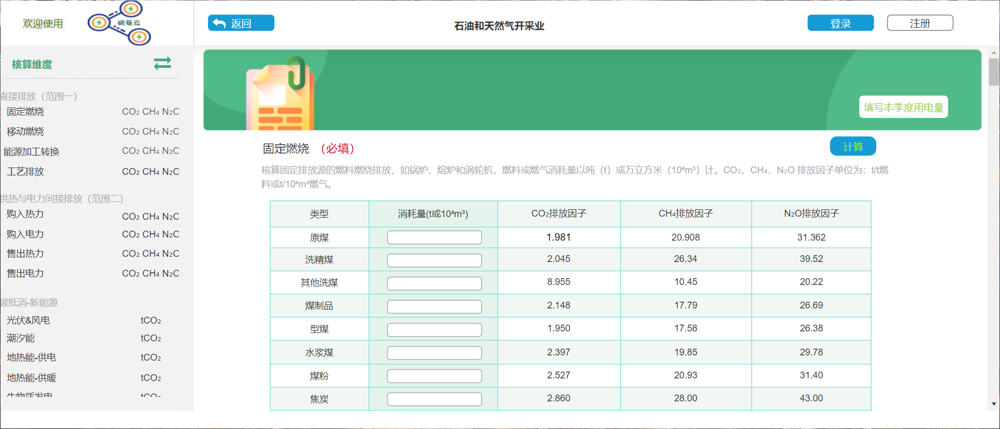 欢迎使用
碳易云
返回
石油和天然气开采业
登录
注册
核算维度
直接排放（范围一）
固定燃烧 CO₂ CH₄ N₂O
移动燃烧 CO₂ CH₄ N₂O
能源加工转换 CO₂ CH₄ N₂O
工艺排放 CO₂ CH₄ N₂O
供热与电力间接排放（范围二）
购入热力 CO₂ CH₄ N₂O
购入电力 CO₂ CH₄ N₂O
售出热力 CO₂ CH₄ N₂O
售出电力 CO₂ CH₄ N₂O
碳抵消-新能源
光伏&风电 tCO₂
潮汐能 tCO₂
地热能-供电 tCO₂
地热能-供暖 tCO₂
生物质发电 tCO₂
填写本季度用电量
固定燃烧 （必填）
计算
核算固定排放源的燃料燃烧排放，如锅炉、熔炉和涡轮机，燃料或燃气消耗量以吨（t）或万立方米（10⁴m³）计。CO₂、CH₄、N₂O 排放因子单位为：t/t燃
料或t/10⁴m³燃气。
类型 消耗量(t或10⁴m³) CO₂排放因子 CH₄排放因子 N₂O排放因子
原煤 1.981 20.908 31.362
洗精煤 2.045 26.34 39.52
其他洗煤 8.955 10.45 20.22
煤制品 2.148 17.79 26.69
型煤 1.950 17.58 26.38
水浆煤 2.397 19.85 29.78
煤粉 2.527 20.93 31.40
焦炭 2.860 28.00 43.00